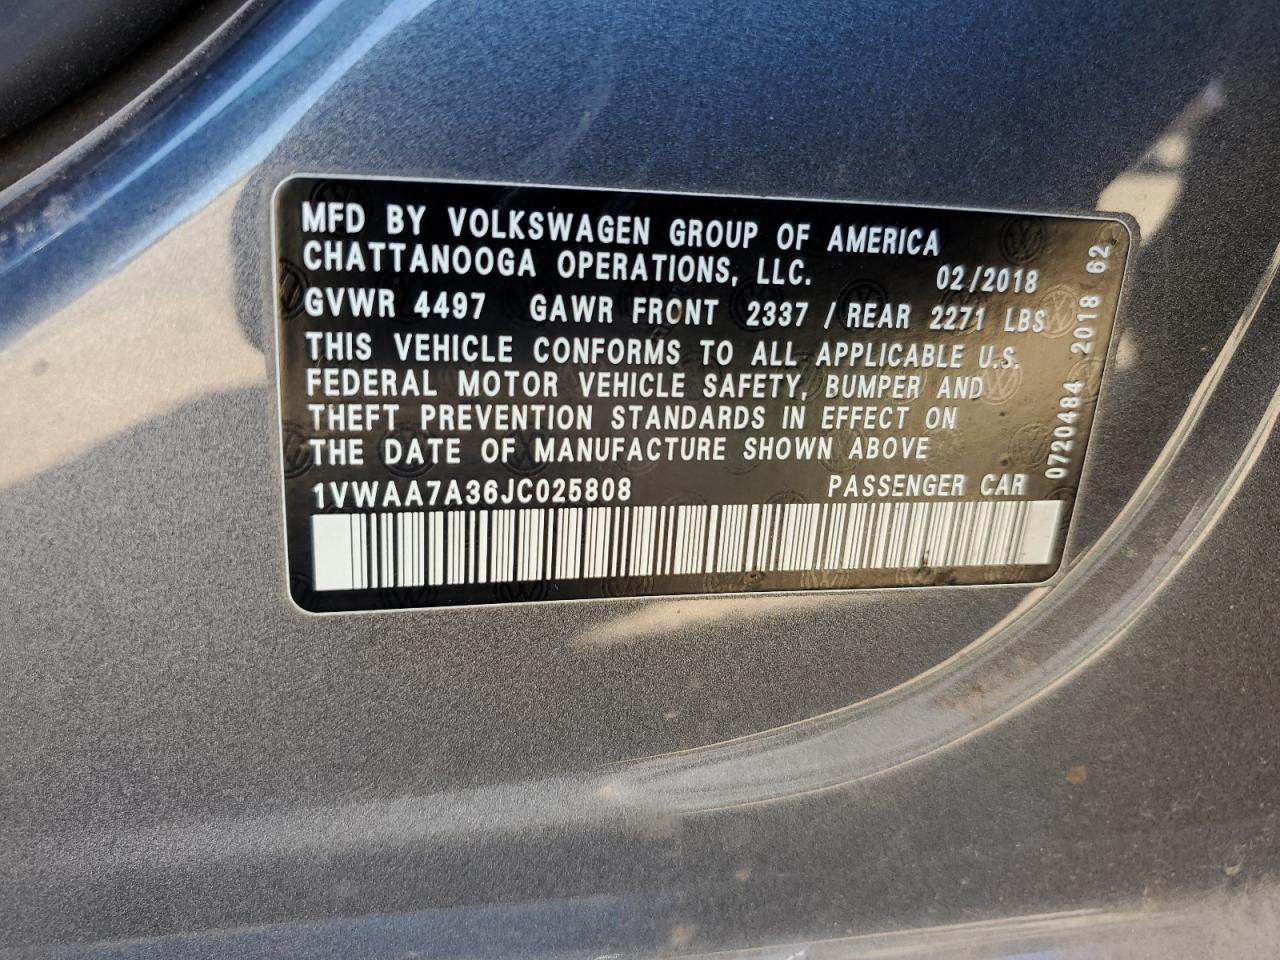 MFD BY VOLKSWAGEN GROUP OF AMERICA
CHATTANOOGA OPERATIONS, LLC. 02/2018
GVWR 4497 GAWR FRONT 2337 / REAR 2271 LBS
THIS VEHICLE CONFORMS TO ALL APPLICABLE U.S.
FEDERAL MOTOR VEHICLE SAFETY, BUMPER AND
THEFT PREVENTION STANDARDS IN EFFECT ON
THE DATE OF MANUFACTURE SHOWN ABOVE
1VWAA7A36JC025808 PASSENGER CAR
0720484 2018 62